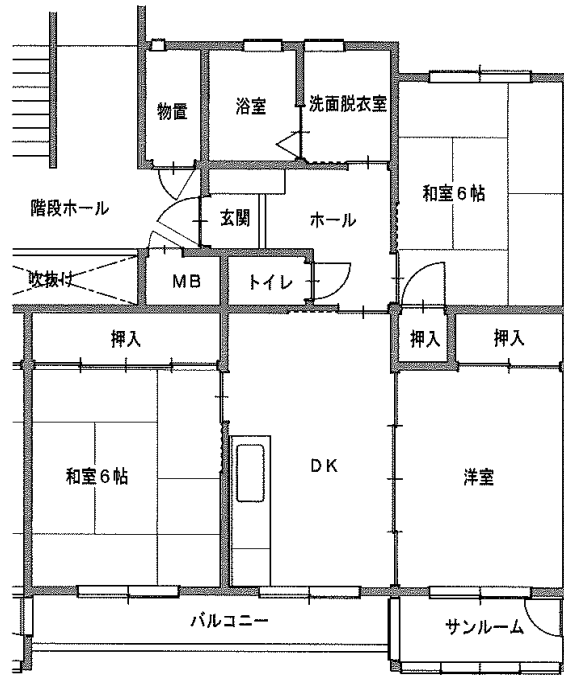 物置
浴室
洗面脱衣室
和室6帖
階段ホール
玄関
ホール
吹抜け
MB
トイレ
押入
押入
押入
和室6帖
DK
洋室
バルコニー
サンルーム